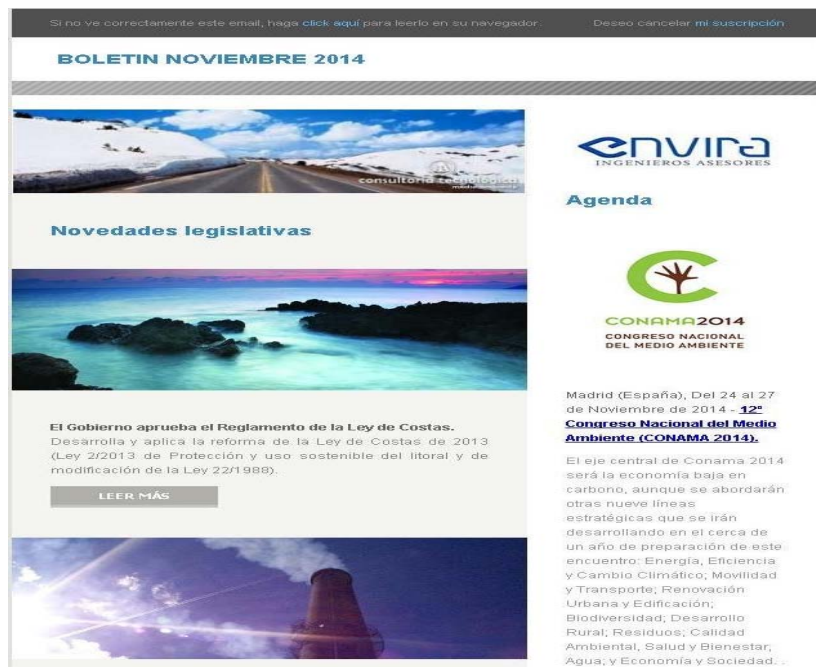 Si no ve correctamente este email, haga click aquí para leerlo en su navegador.
Deseo cancelar mi suscripción
BOLETIN NOVIEMBRE 2014
consultoría tecnológica
Novedades legislativas
El Gobierno aprueba el Reglamento de la Ley de Costas.
Desarrolla y aplica la reforma de la Ley de Costas de 2013
(Ley 2/2013 de Protección y uso sostenible del litoral y de
modificación de la Ley 22/1988).
LEER MÁS
envira
INGENIEROS ASESORES
Agenda
CONAMA2014
CONGRESO NACIONAL
DEL MEDIO AMBIENTE
Madrid (España), Del 24 al 27
de Noviembre de 2014 - 12º
Congreso Nacional del Medio
Ambiente (CONAMA 2014).
El eje central de Conama 2014
será la economía baja en
carbono, aunque se abordarán
otras nueve líneas
estratégicas que se irán
desarrollando en el cerca de
un año de preparación de este
encuentro: Energía, Eficiencia
y Cambio Climático; Movilidad
y Transporte; Renovación
Urbana y Edificación;
Biodiversidad; Desarrollo
Rural; Residuos; Calidad
Ambiental, Salud y Bienestar;
Agua; y Economía y Sociedad. .